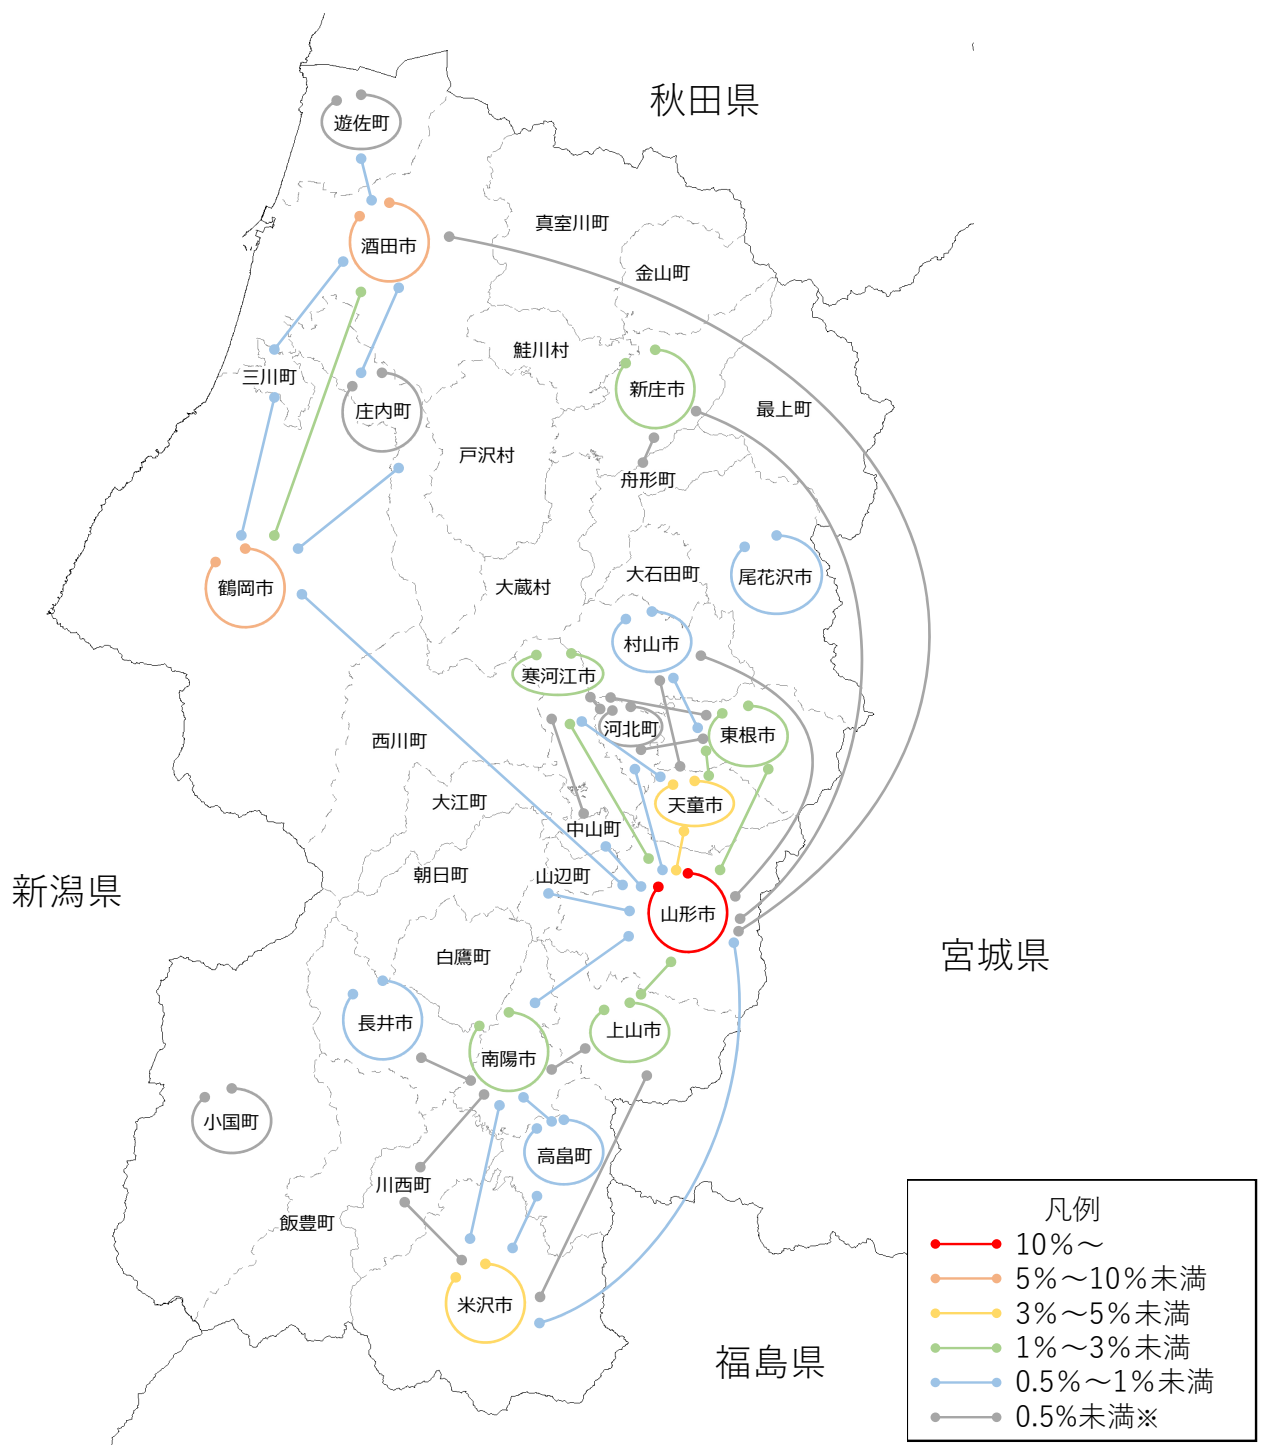 秋田県
遊佐町
真室川町
酒田市
金山町
鮭川村
三川町
新庄市
庄内町
最上町
戸沢村
舟形町
大石田町
尾花沢市
鶴岡市
大蔵村
村山市
寒河江市
河北町
東根市
西川町
大江町
天童市
中山町
朝日町
山辺町
新潟県
山形市
白鷹町
宮城県
長井市
上山市
南陽市
小国町
高畠町
川西町
飯豊町
米沢市
福島県
凡例
10%～
5%～10%未満
3%～5%未満
1%～3%未満
0.5%～1%未満
0.5%未満※